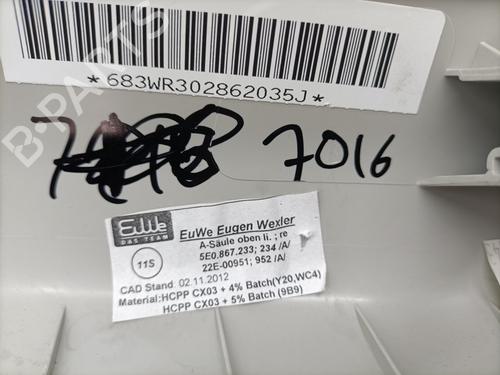 *683WR302862035J*
7016
B-PARTS
EuWe
DAS TEAM
EuWe Eugen Wexler
A-Säule oben li. ; re
11S
5E0.867.233; 234 /A/
22E-00951; 952 /A/
CAD Stand 02.11.2012
Material:HCPP CX03 + 4% Batch(Y20,WC4)
HCPP CX03 + 5% Batch (9B9)